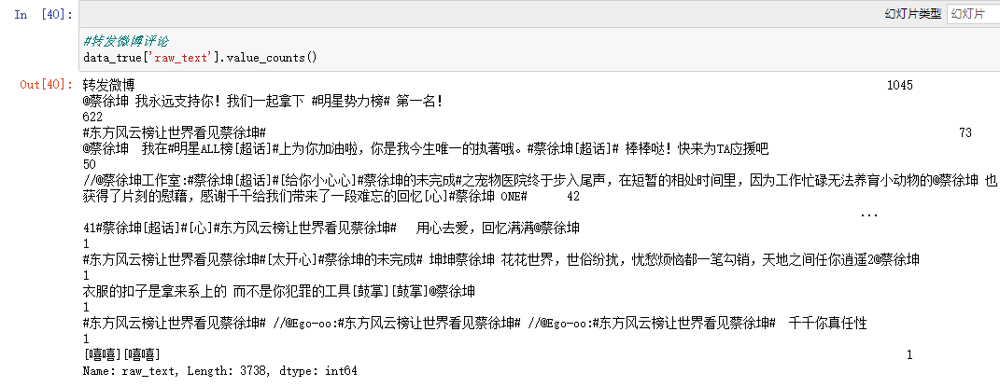 In [40]: 幻灯片类型 幻灯片
#转发微博评论
data_true['raw_text'].value_counts()
Out[40]: 转发微博 1045
@蔡徐坤 我永远支持你！我们一起拿下 #明星势力榜# 第一名！
622
#东方风云榜让世界看见蔡徐坤# 73
@蔡徐坤 我在#明星ALL榜[超话]#上为你加油啦，你是我今生唯一的执著哦。#蔡徐坤[超话]# 棒棒哒！快来为TA应援吧
50
//@蔡徐坤工作室:#蔡徐坤[超话]#[给你小心心]#蔡徐坤的未完成#之宠物医院终于步入尾声，在短暂的相处时间里，因为工作忙碌无法养育小动物的@蔡徐坤 也
获得了片刻的慰藉，感谢千千给我们带来了一段难忘的回忆[心]#蔡徐坤 ONE# 42
...
41#蔡徐坤[超话]#[心]#东方风云榜让世界看见蔡徐坤# 用心去爱，回忆满满@蔡徐坤
1
#东方风云榜让世界看见蔡徐坤#[太开心]#蔡徐坤的未完成# 坤坤蔡徐坤 花花世界，世俗纷扰，忧愁烦恼都一笔勾销，天地之间任你逍遥2@蔡徐坤
1
衣服的扣子是拿来系上的 而不是你犯罪的工具[鼓掌][鼓掌]@蔡徐坤
1
#东方风云榜让世界看见蔡徐坤# //@Ego-oo:#东方风云榜让世界看见蔡徐坤# //@Ego-oo:#东方风云榜让世界看见蔡徐坤# 千千你真任性
1
[嘻嘻][嘻嘻] 1
Name: raw_text, Length: 3738, dtype: int64